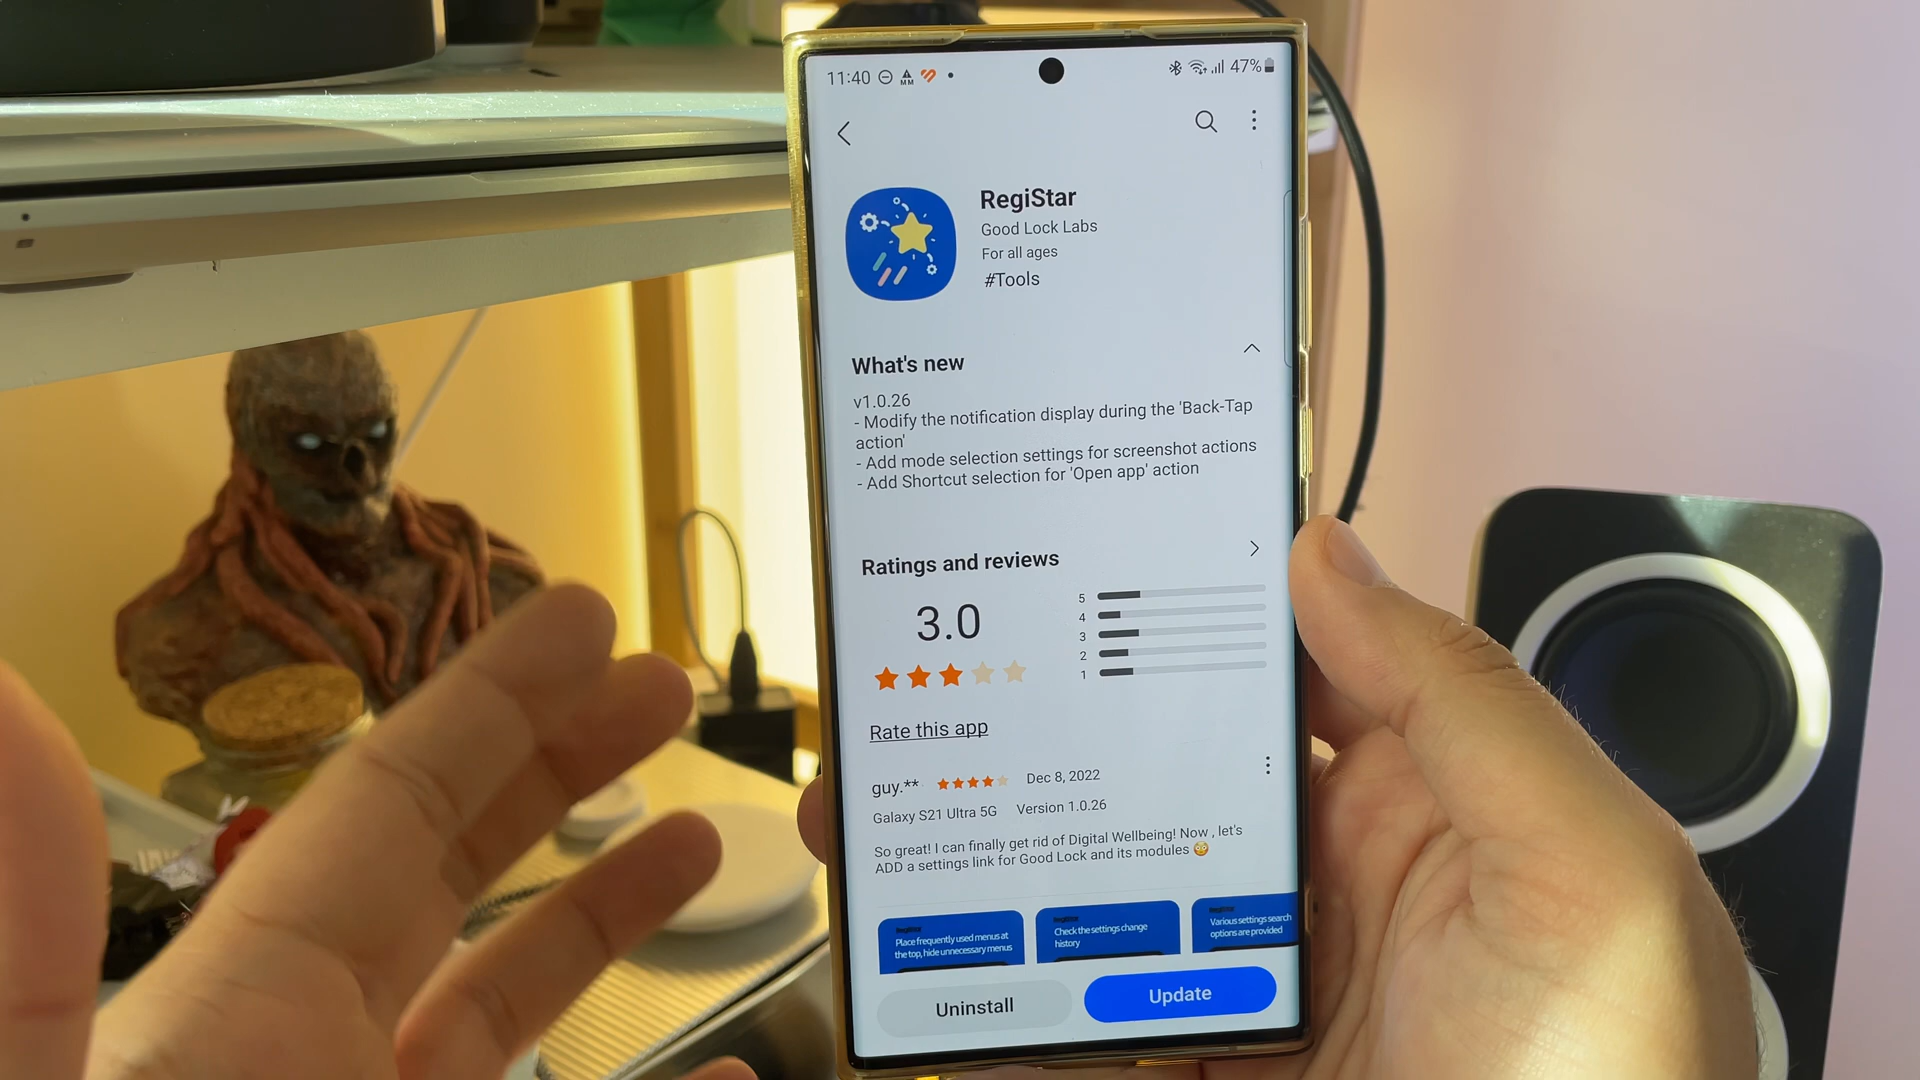 11:40
47%
RegiStar
Good Lock Labs
For all ages
#Tools
What's new
v1.0.26
- Modify the notification display during the 'Back-Tap
action'
- Add mode selection settings for screenshot actions
- Add Shortcut selection for 'Open app' action
Ratings and reviews
3.0
5
4
3
2
1
Rate this app
guy.** Dec 8, 2022
Galaxy S21 Ultra 5G Version 1.0.26
So great! I can finally get rid of Digital Wellbeing! Now , let's
ADD a settings link for Good Lock and its modules
RegiStar
Place frequently used menus at
the top, hide unnecessary menus
RegiStar
Check the settings change
history
RegiStar
Various settings search
options are provided
Uninstall
Update